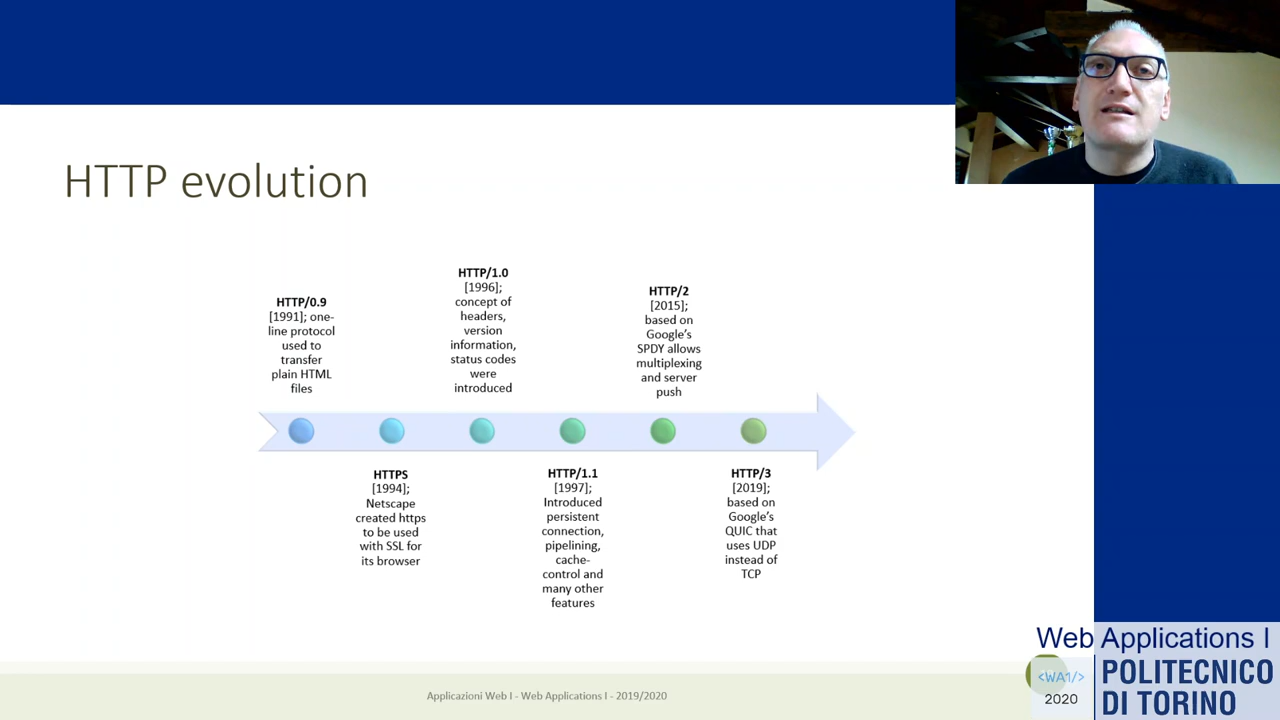 HTTP evolution
HTTP/0.9
[1991]; one-
line protocol
used to
transfer
plain HTML
files
HTTPS
[1994];
Netscape
created https
to be used
with SSL for
its browser
HTTP/1.0
[1996];
concept of
headers,
version
information,
status codes
were
introduced
HTTP/1.1
[1997];
Introduced
persistent
connection,
pipelining,
cache-
control and
many other
features
HTTP/2
[2015];
based on
Google's
SPDY allows
multiplexing
and server
push
HTTP/3
[2019];
based on
Google's
QUIC that
uses UDP
instead of
TCP
Applicazioni Web I - Web Applications I - 2019/2020
Web Applications I
<WA1/>
2020
POLITECNICO
DI TORINO